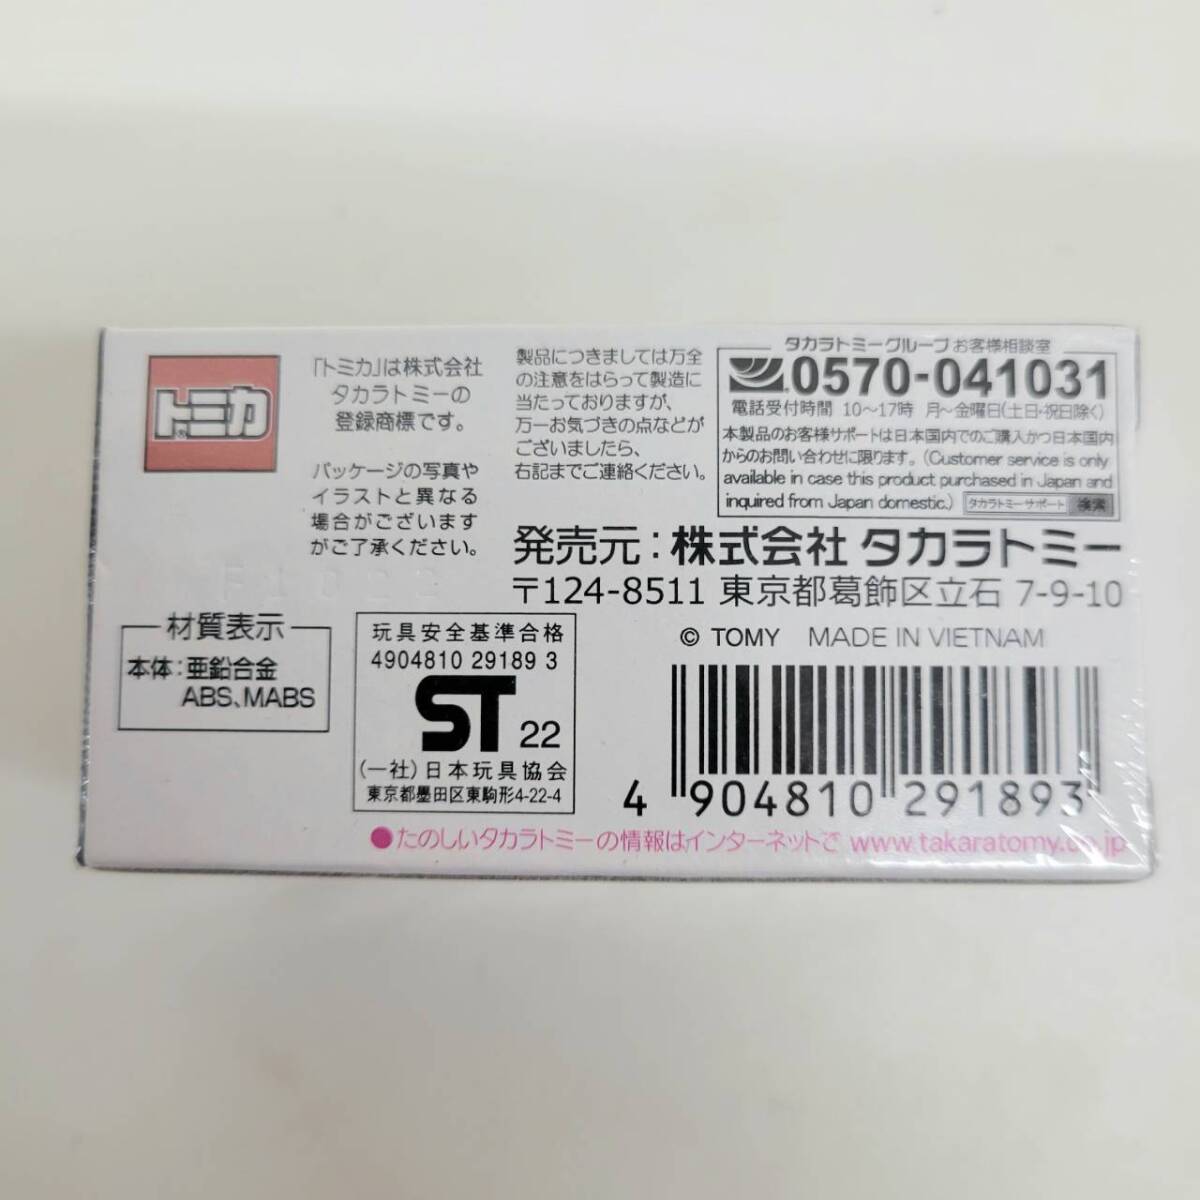 トミカ
®
「トミカ」は株式会社
タカラトミーの
登録商標です。
パッケージの写真や
イラストと異なる
場合がございます
がご了承ください。
製品につきましては万全
の注意をはらって製造に
当たっておりますが、
万一お気づきの点などが
ございましたら、
右記までご連絡ください。
タカラトミーグループ お客様相談室
0570-041031
電話受付時間 10〜17時 月〜金曜日(土日・祝日除く)
本製品のお客様サポートは日本国内でのご購入かつ日本国内
からのお問い合わせに限ります。(Customer service is only
available in case this product purchased in Japan and
inquired from Japan domestic.) タカラトミーサポート 検索
発売元：株式会社 タカラトミー
〒124-8511 東京都葛飾区立石 7-9-10
© TOMY MADE IN VIETNAM
材質表示
本体：亜鉛合金
ABS、MABS
玩具安全基準合格
4904810 29189 3
ST 22
(一社)日本玩具協会
東京都墨田区東駒形4-22-4
4 904810 291893
●たのしいタカラトミーの情報はインターネットで www.takaratomy.co.jp